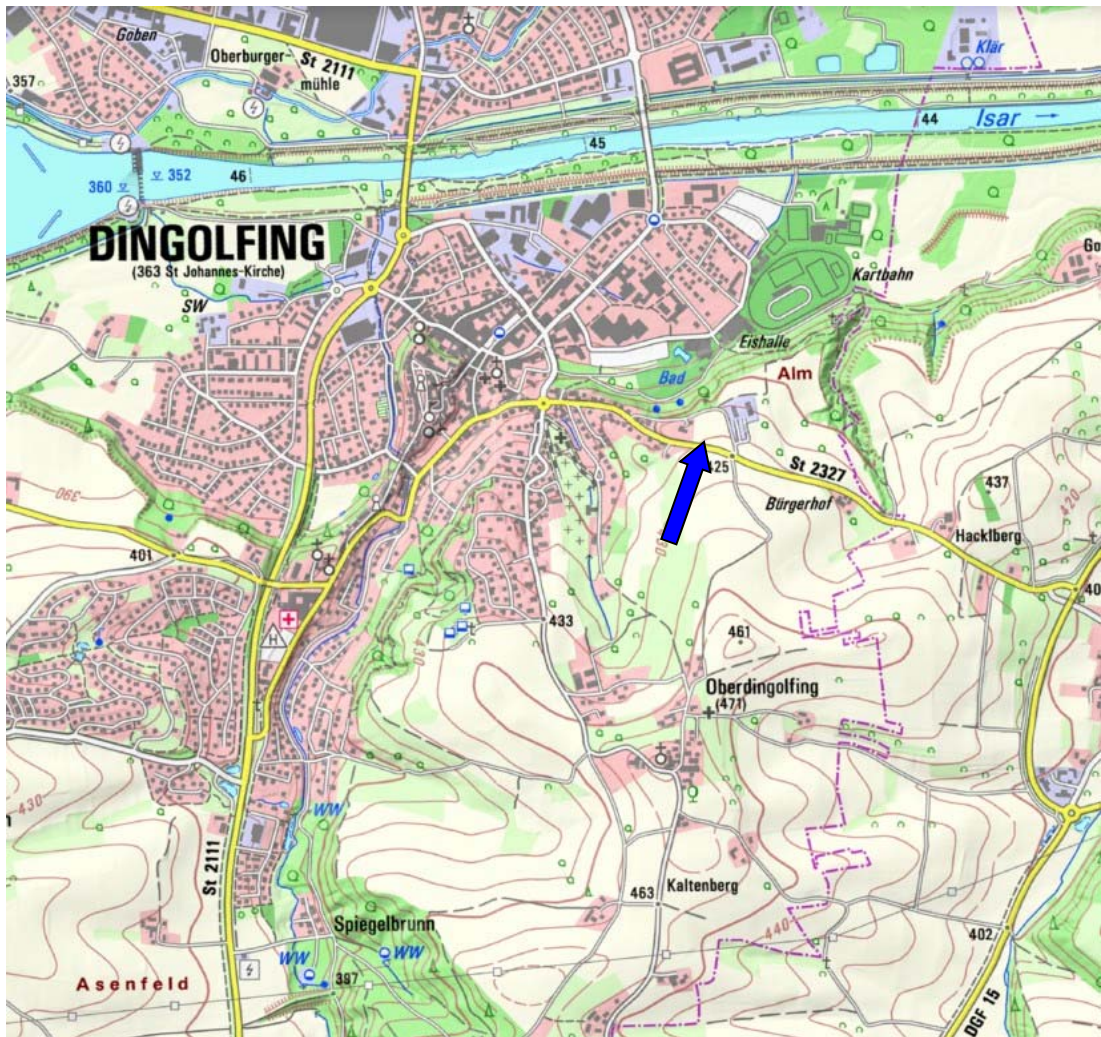 Goben
Oberburger-
mühle
St 2111
357
Klär
44
Isar
45
46
360
352
DINGOLFING
(363 St Johannes-Kirche)
SW
Kartbahn
Eishalle
Bad
Alm
390
425
St 2327
Bürgerhof
437
420
Hacklberg
401
H
433
430
461
Oberdingolfing
(471)
430
WW
St 2111
463
Kaltenberg
440
402
Spiegelbrunn
WW
WW
Asenfeld
397
DGF 15